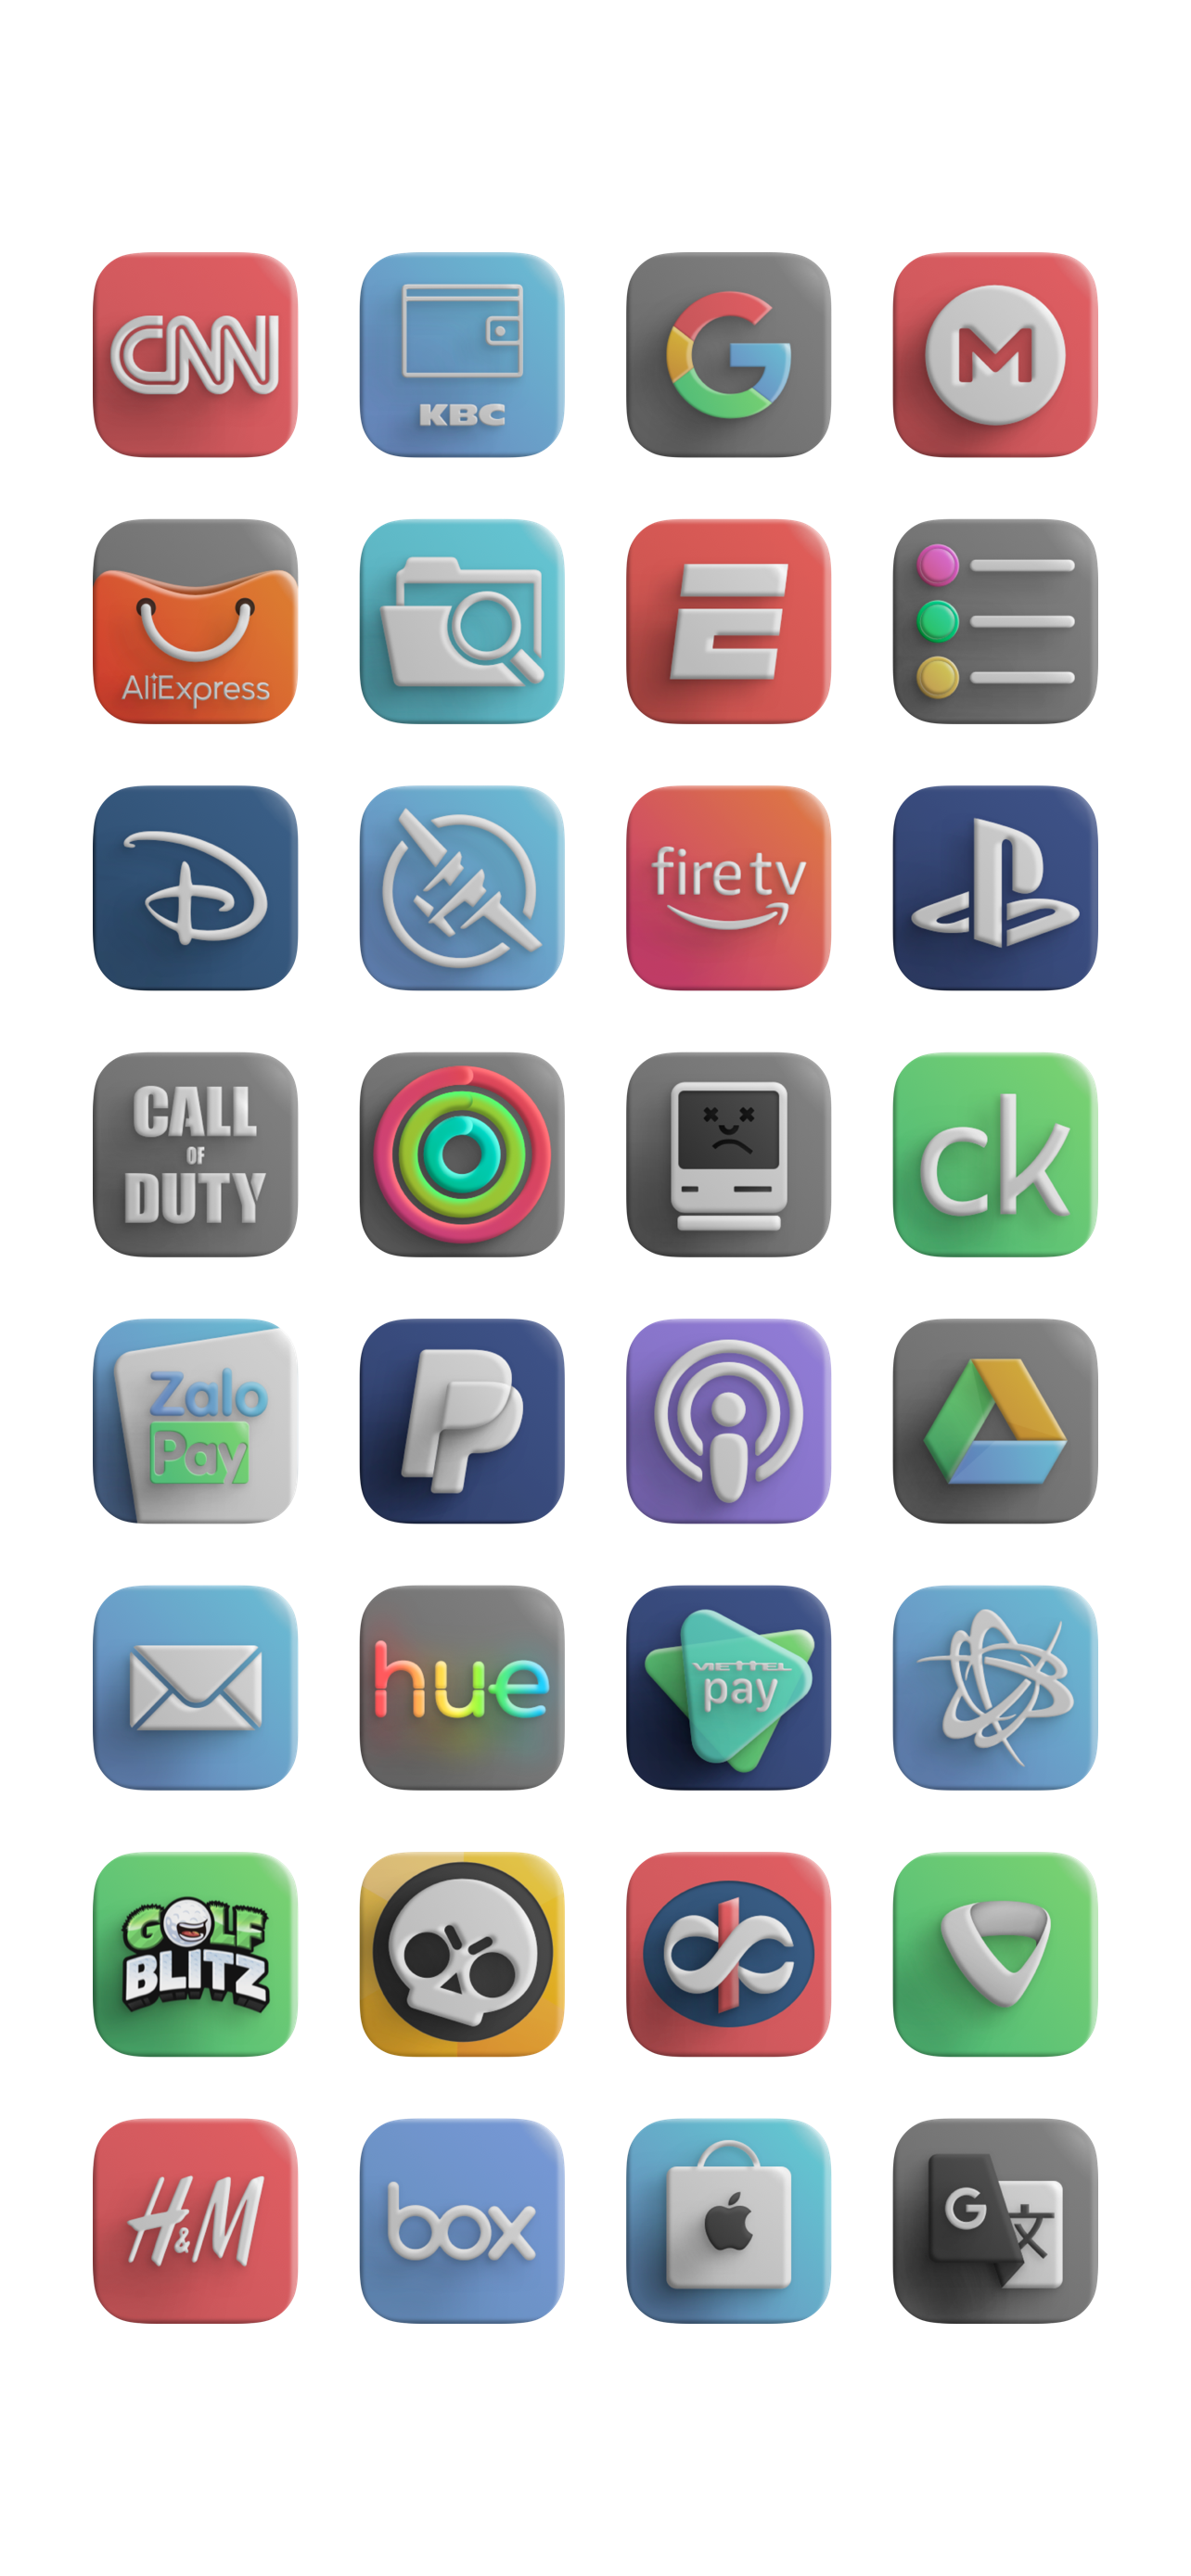 CNN
KBC
G
M
AliExpress
E
D
fire tv
P
CALL
OF
DUTY
ck
Zalo
Pay
P
hue
VIETTEL
pay
GOLF
BLITZ
H&M
box
G
文